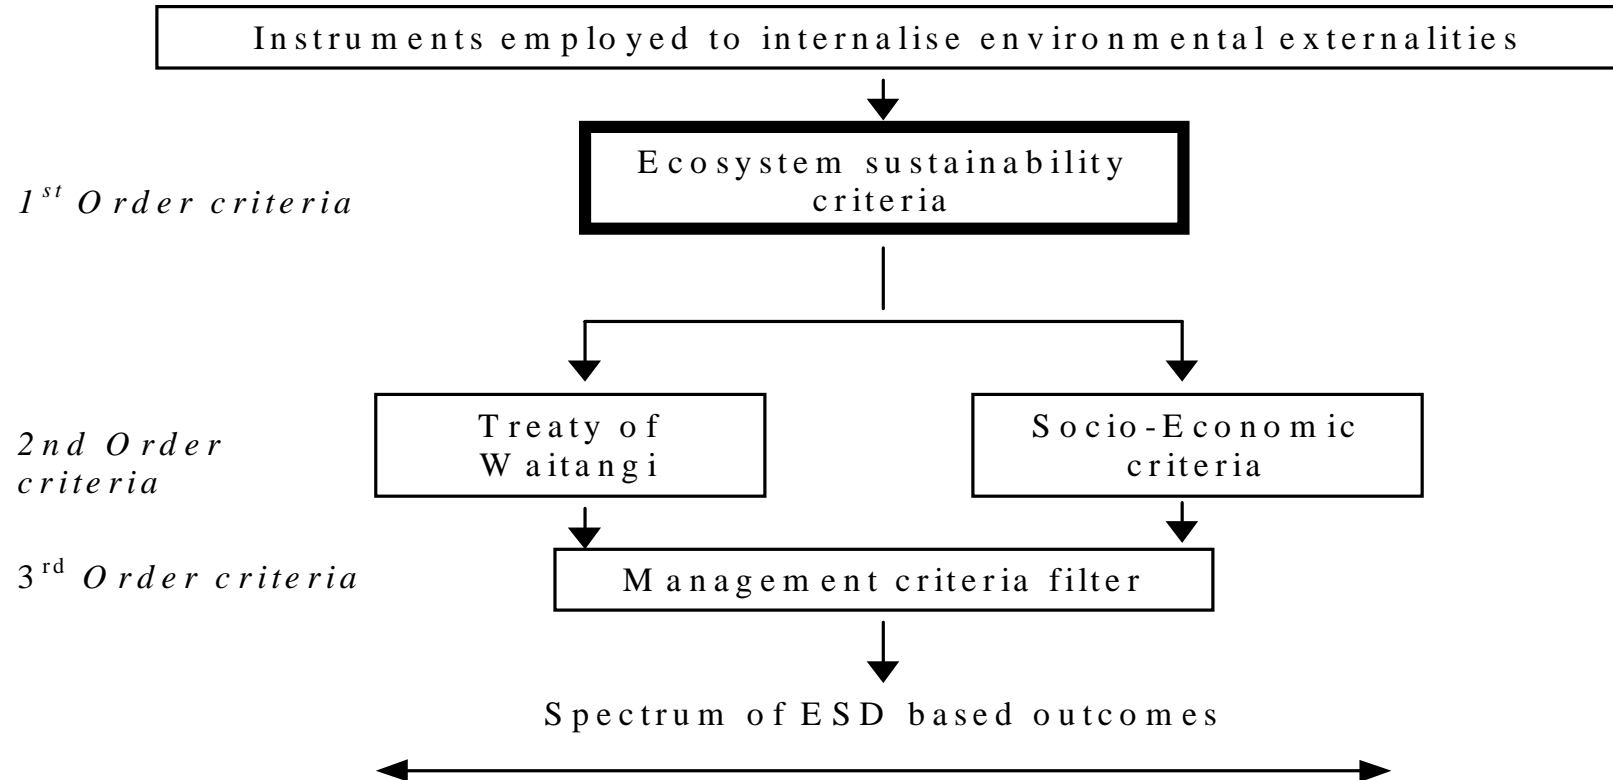 Instruments employed to internalise environmental externalities
Ecosystem sustainability
criteria
1st Order criteria
Treaty of
Waitangi
Socio-Economic
criteria
2nd Order
criteria
3rd Order criteria
Management criteria filter
Spectrum of ESD based outcomes